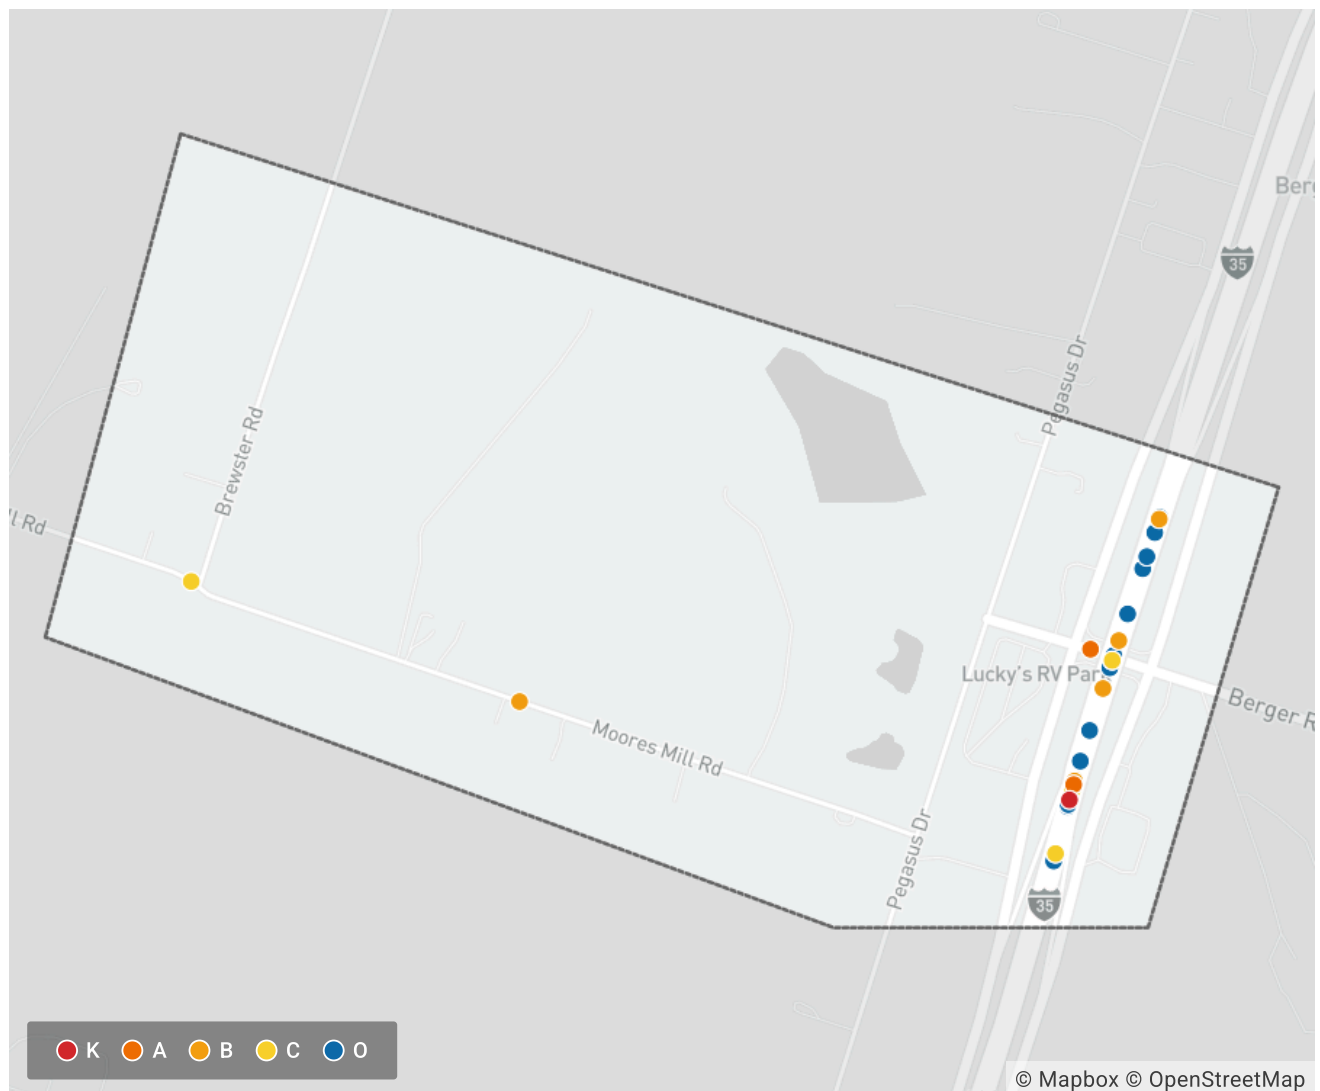 Berg
35
Pegasus Dr
Brewster Rd
ll Rd
Lucky's RV Par
Berger R
Moores Mill Rd
Pegasus Dr
35
K A B C O
© Mapbox © OpenStreetMap